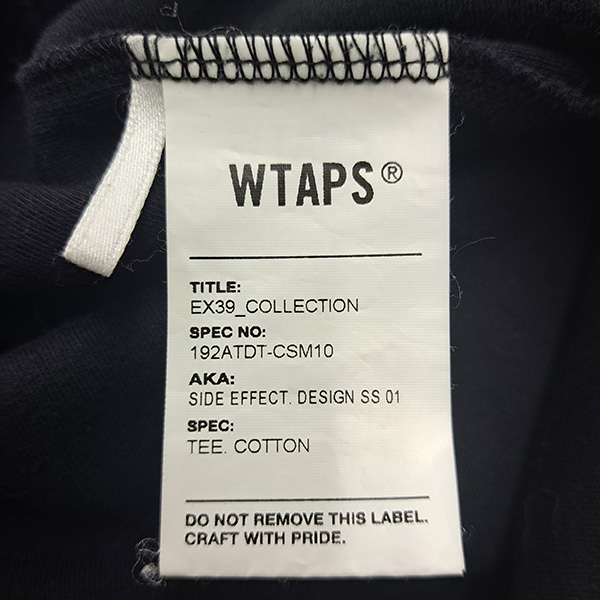 WTAPS®
TITLE:
EX39_COLLECTION
SPEC NO:
192ATDT-CSM10
AKA:
SIDE EFFECT. DESIGN SS 01
SPEC:
TEE. COTTON
DO NOT REMOVE THIS LABEL.
CRAFT WITH PRIDE.